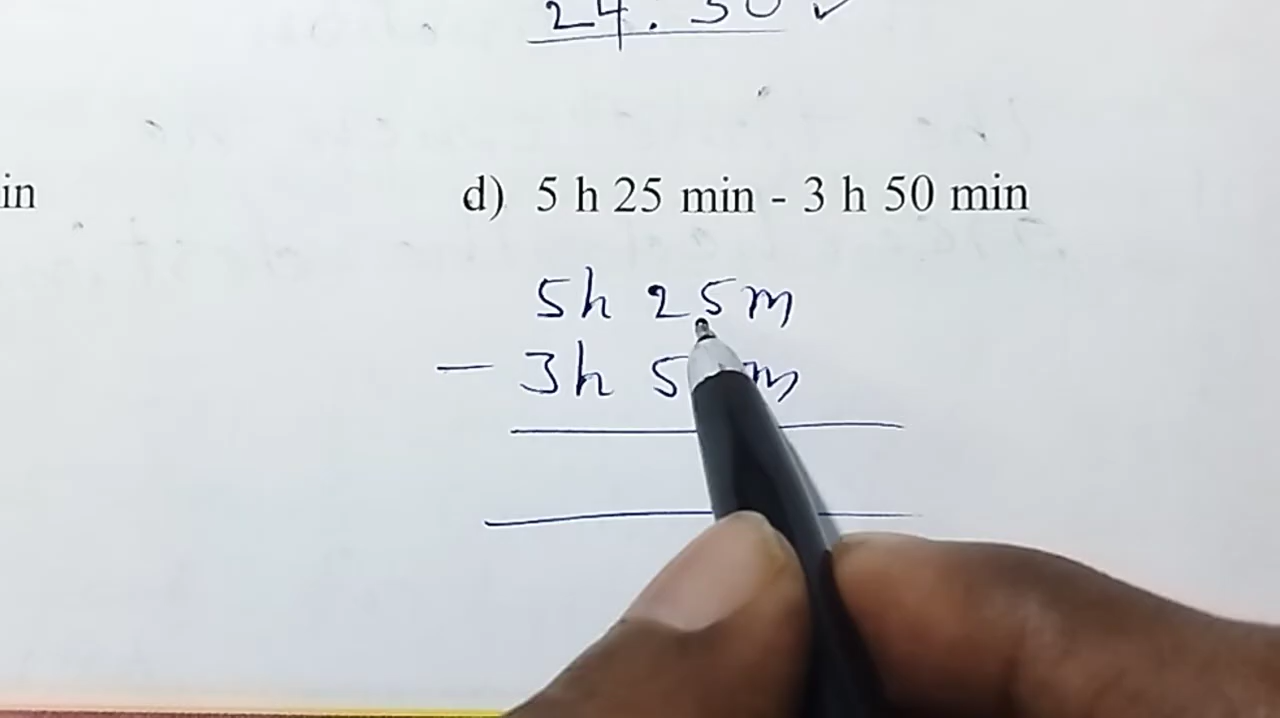 24.30 ✓
in
d) 5 h 25 min - 3 h 50 min
5h 25m
- 3h 5 m